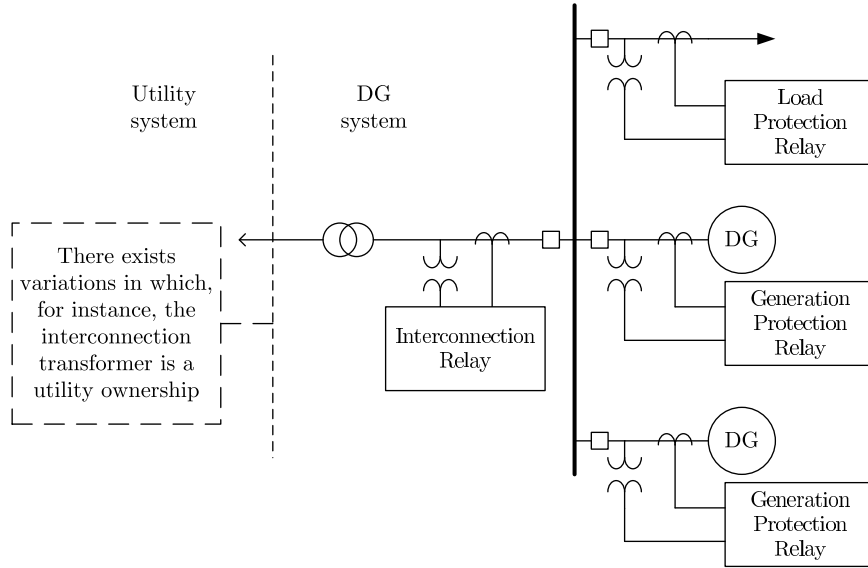 Utility
system
DG
system
Load
Protection
Relay
There exists
variations in which,
for instance, the
interconnection
transformer is a
utility ownership
Interconnection
Relay
DG
Generation
Protection
Relay
DG
Generation
Protection
Relay